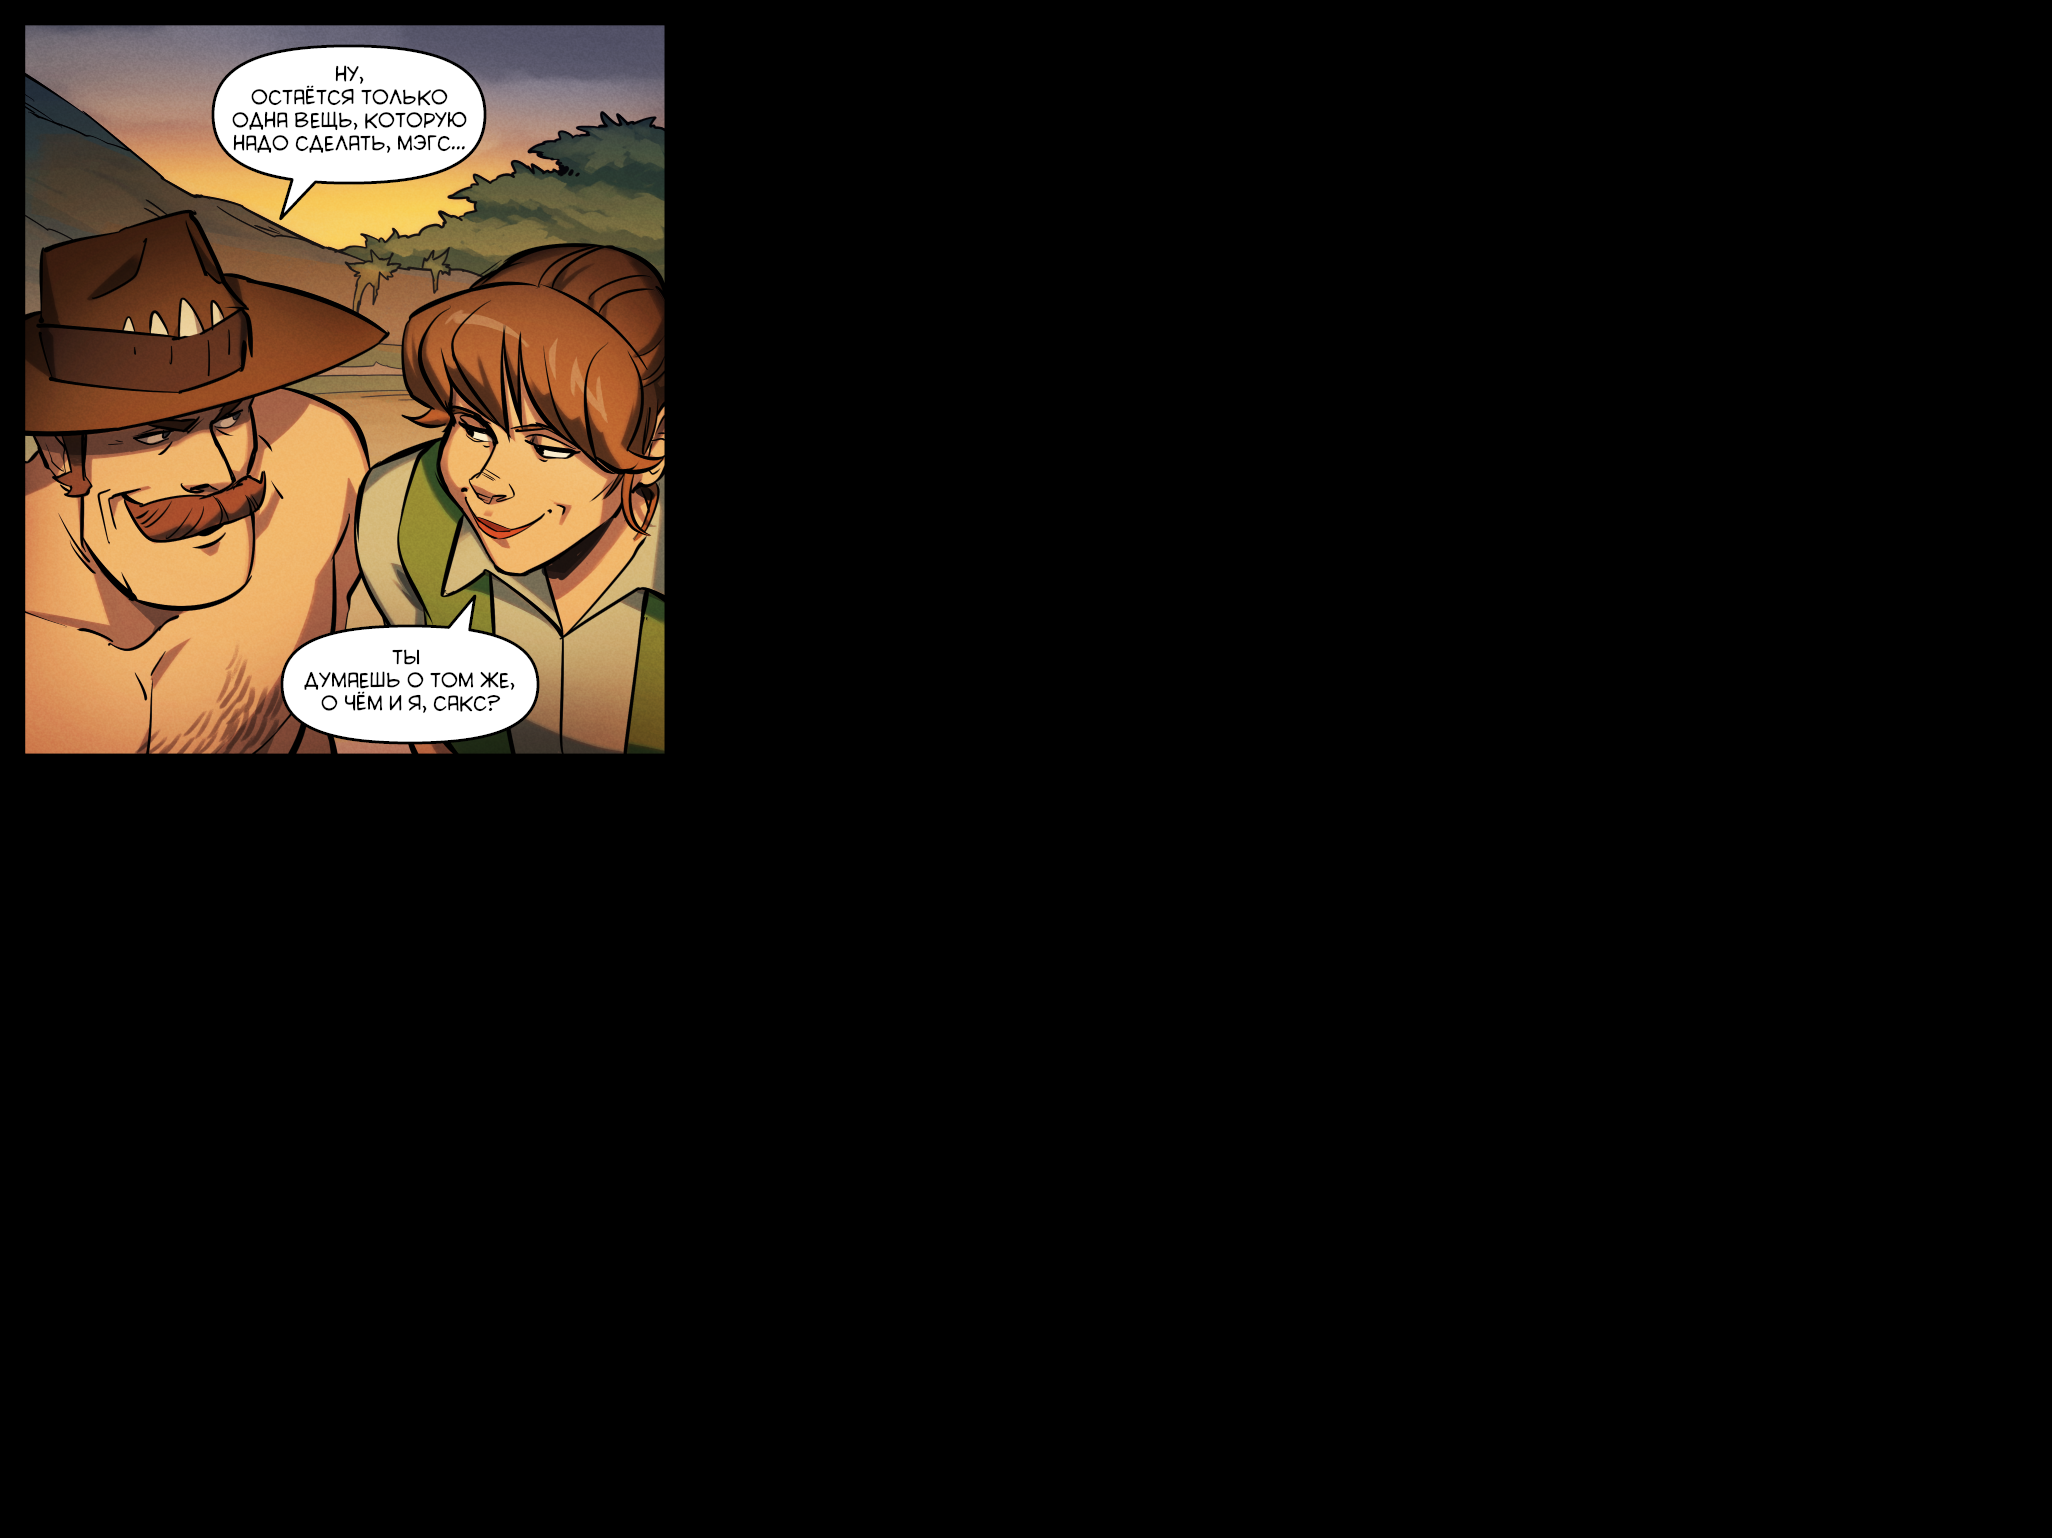 НУ,
ОСТАЁТСЯ ТОЛЬКО
ОДНА ВЕЩЬ, КОТОРУЮ
НАДО СДЕЛАТЬ, МЭГС...
ТЫ
ДУМАЕШЬ О ТОМ ЖЕ,
О ЧЁМ И Я, САКС?